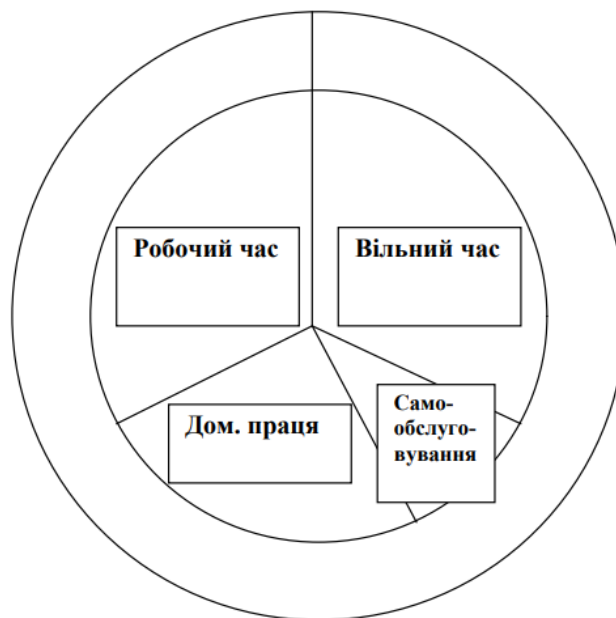 Робочий час
Вільний час
Дом. праця
Само-
обслуго-
вування